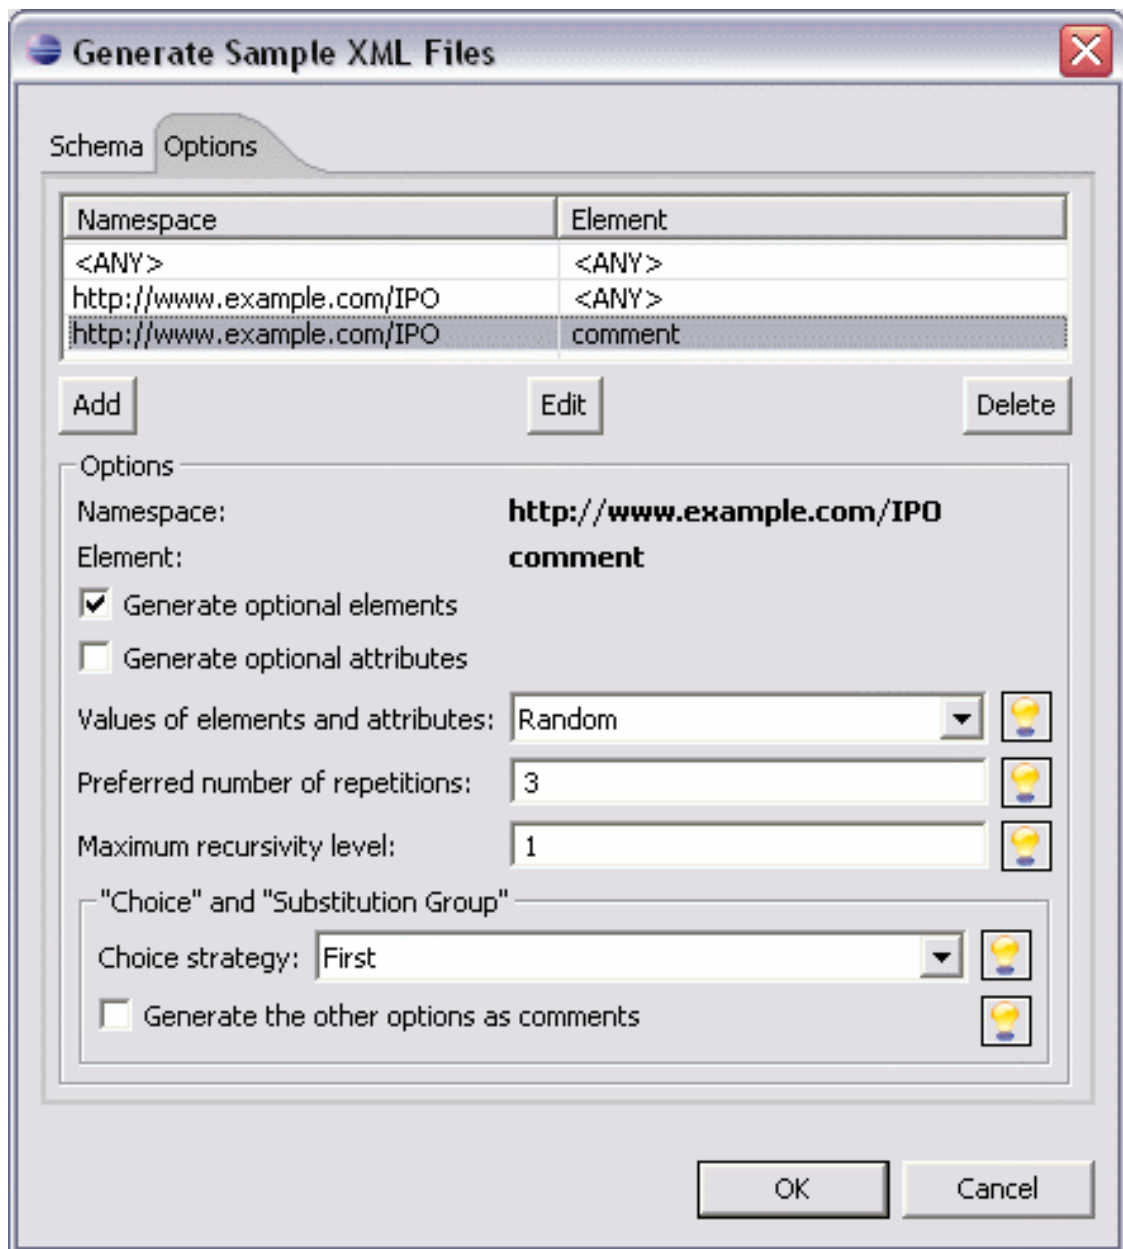 Generate Sample XML Files
Schema Options
Namespace Element
<ANY> <ANY>
http://www.example.com/IPO <ANY>
http://www.example.com/IPO comment
Add Edit Delete
Options
Namespace: http://www.example.com/IPO
Element: comment
Generate optional elements
Generate optional attributes
Values of elements and attributes: Random
Preferred number of repetitions: 3
Maximum recursivity level: 1
"Choice" and "Substitution Group"
Choice strategy: First
Generate the other options as comments
OK Cancel